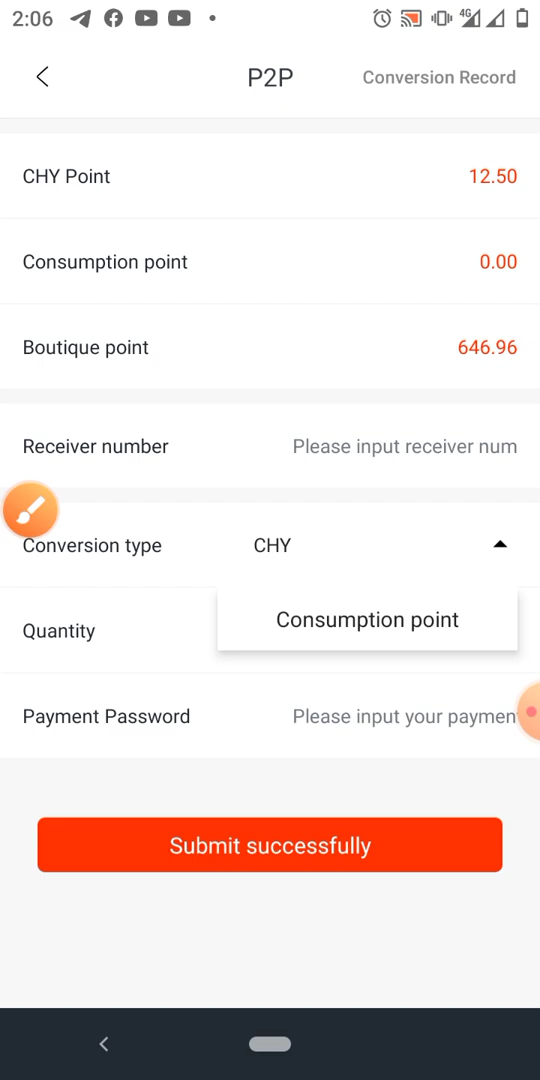 2:06 4G
P2P Conversion Record
CHY Point 12.50
Consumption point 0.00
Boutique point 646.96
Receiver number Please input receiver num
Conversion type CHY
Consumption point
Quantity
Payment Password Please input your paymen
Submit successfully